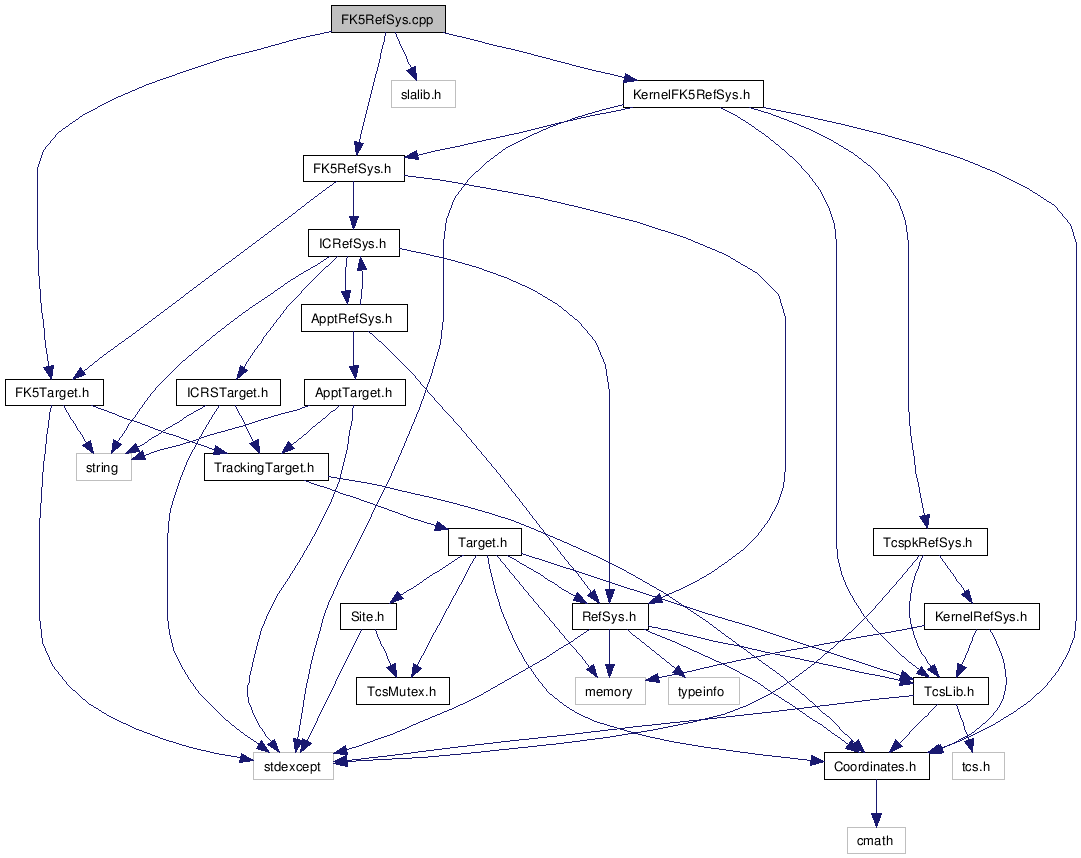 FK5RefSys.cpp
slalib.h
KernelFK5RefSys.h
FK5RefSys.h
ICRefSys.h
ApptRefSys.h
FK5Target.h
ICRSTarget.h
ApptTarget.h
string
TrackingTarget.h
Target.h
TcspkRefSys.h
Site.h
RefSys.h
KernelRefSys.h
TcsMutex.h
memory
typeinfo
TcsLib.h
stdexcept
Coordinates.h
tcs.h
cmath